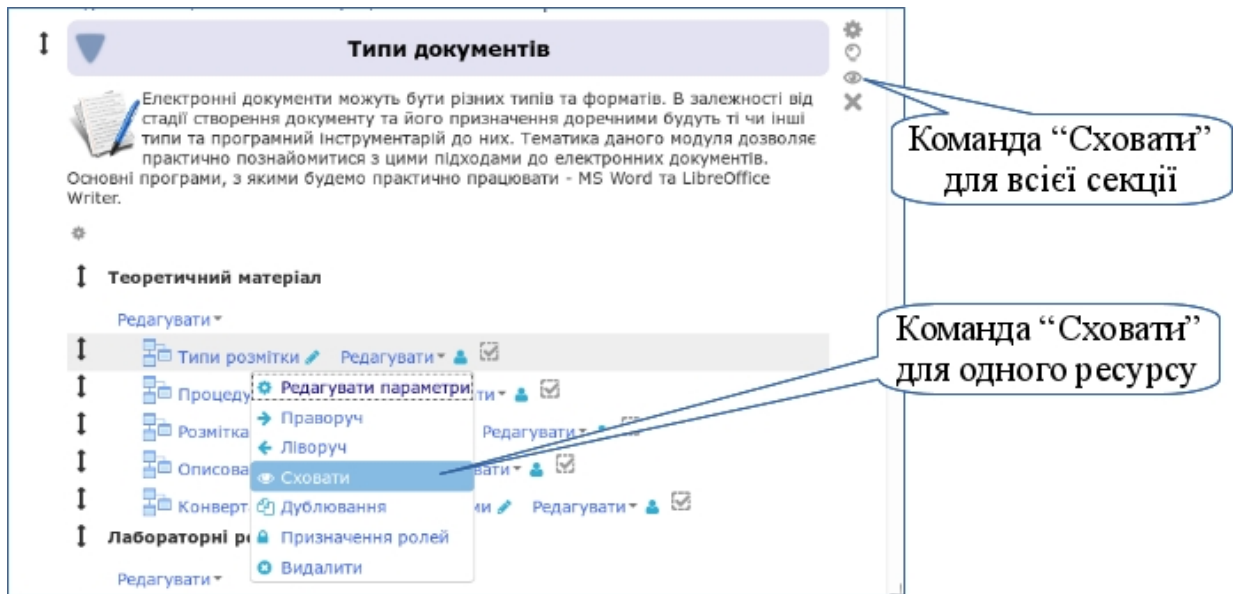 Типи документів
Електронні документи можуть бути різних типів та форматів. В залежності від
стадії створення документу та його призначення доречними будуть ті чи інші
типи та програмний інструментарій до них. Тематика даного модуля дозволяє
практично познайомитися з цими підходами до електронних документів.
Основні програми, з якими будемо практично працювати - MS Word та LibreOffice
Writer.
Команда “Сховати”
для всієї секції
Теоретичний матеріал
Редагувати
Типи розмітки Редагувати
Команда “Сховати”
для одного ресурсу
Редагувати параметри
Праворуч
Розмітка Редагувати
Ліворуч
Сховати
Дублювання Редагувати
Призначення ролей
Лабораторні
Видалити
Редагувати